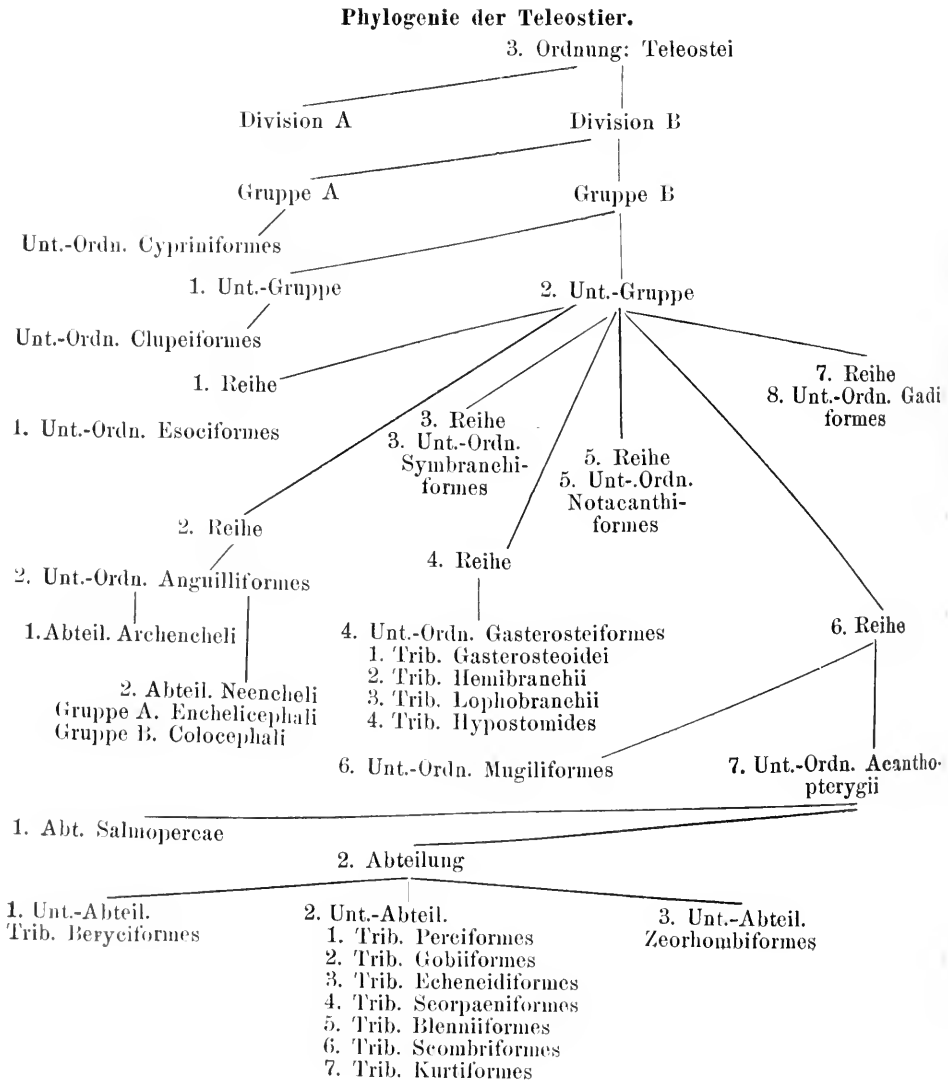 Phylogenie der Teleostier.
3. Ordnung: Teleostei
Division A
Division B
Gruppe A
Gruppe B
Unt.-Ordn. Cypriniformes
1. Unt.-Gruppe
2. Unt.-Gruppe
Unt.-Ordn. Clupeiformes
1. Reihe
7. Reihe
8. Unt.-Ordn. Gadi
formes
1. Unt.-Ordn. Esociformes
3. Reihe
3. Unt.-Ordn.
Symbranchi-
formes
5. Reihe
5. Unt-.Ordn.
Notacanthi-
formes
2. Reihe
2. Unt.-Ordn. Anguilliformes
1.Abteil. Archencheli
2. Abteil. Neencheli
Gruppe A. Enchelicephali
Gruppe B. Colocephali
4. Reihe
4. Unt.-Ordn. Gasterosteiformes
1. Trib. Gasterosteoidei
2. Trib. Hemibranchii
3. Trib. Lophobranchii
4. Trib. Hypostomides
6. Reihe
6. Unt.-Ordn. Mugiliformes
7. Unt.-Ordn. Acantho-
pterygii
1. Abt. Salmopercae
2. Abteilung
1. Unt.-Abteil.
Trib. Beryciformes
2. Unt.-Abteil.
1. Trib. Perciformes
2. Trib. Gobiiformes
3. Trib. Echeneidiformes
4. Trib. Scorpaeniformes
5. Trib. Blenniiformes
6. Trib. Scombriformes
7. Trib. Kurtiformes
3. Unt.-Abteil.
Zeorhombiformes